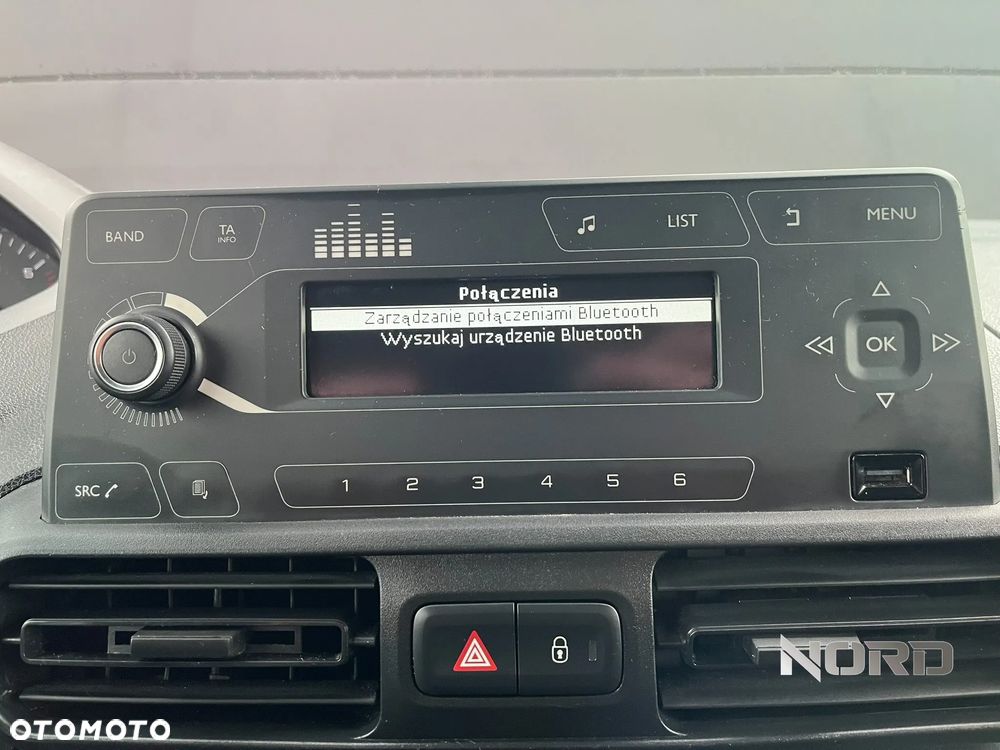 BAND
TA
INFO
LIST
MENU
Połączenia
Zarządzanie połączeniami Bluetooth
Wyszukaj urządzenie Bluetooth
OK
SRC
1 2 3 4 5 6
NORD
OTOMOTO